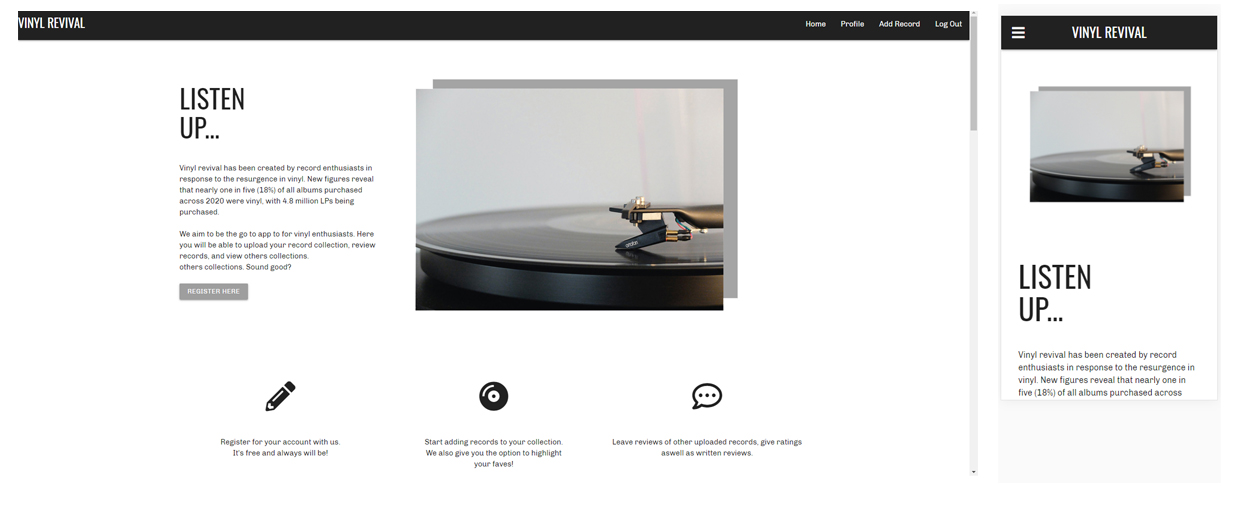 VINYL REVIVAL
Home Profile Add Record Log Out
LISTEN
UP...
Vinyl revival has been created by record enthusiasts in
response to the resurgence in vinyl. New figures reveal
that nearly one in five (18%) of all albums purchased
across 2020 were vinyl, with 4.8 million LPs being
purchased.
We aim to be the go to app to for vinyl enthusiasts. Here
you will be able to upload your record collection, review
records, and view others collections.
others collections. Sound good?
REGISTER HERE
ortofon
Register for your account with us.
It's free and always will be!
Start adding records to your collection.
We also give you the option to highlight
your faves!
Leave reviews of other uploaded records, give ratings
aswell as written reviews.
VINYL REVIVAL
LISTEN
UP...
Vinyl revival has been created by record
enthusiasts in response to the resurgence in
vinyl. New figures reveal that nearly one in
five (18%) of all albums purchased across